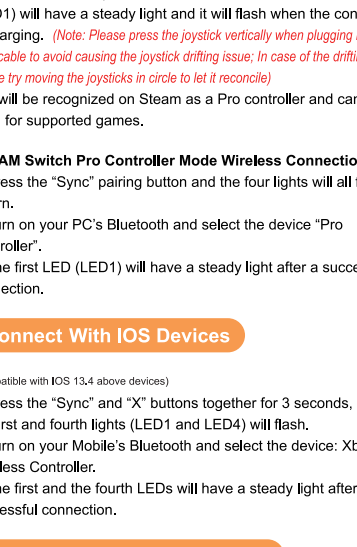 1) will have a steady light and it will flash when the con
arging. (Note: Please press the joystick vertically when plugging
cable to avoid causing the joystick drifting issue; In case of the drifti
e try moving the joysticks in circle to let it reconcile)
will be recognized on Steam as a Pro controller and can
for supported games.
AM Switch Pro Controller Mode Wireless Connectio
ress the “Sync” pairing button and the four lights will all f
rn.
urn on your PC’s Bluetooth and select the device “Pro
roller”.
he first LED (LED1) will have a steady light after a succe
ection.
onnect With IOS Devices
patible with IOS 13.4 above devices)
ress the “Sync” and “X” buttons together for 3 seconds,
irst and fourth lights (LED1 and LED4) will flash.
urn on your Mobile’s Bluetooth and select the device: Xb
less Controller.
he first and the fourth LEDs will have a steady light after
essful connection.